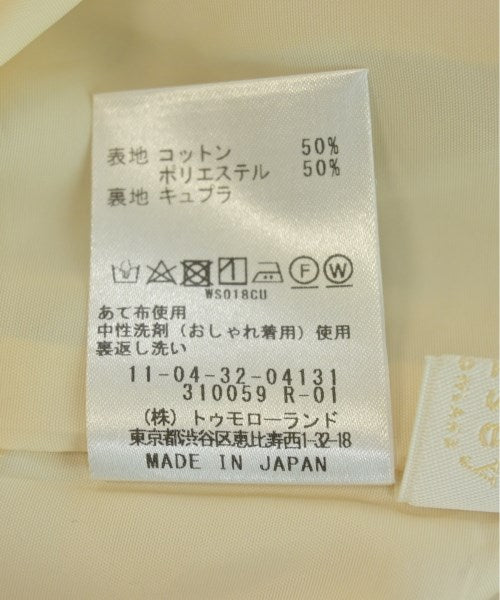 表地 コットン 50%
ポリエステル 50%
裏地 キュプラ
F W
WS018CU
あて布使用
中性洗剤（おしゃれ着用）使用
裏返し洗い
11-04-32-04131
310059 R-01
（株）トゥモローランド
東京都渋谷区恵比寿西1-32-18
MADE IN JAPAN